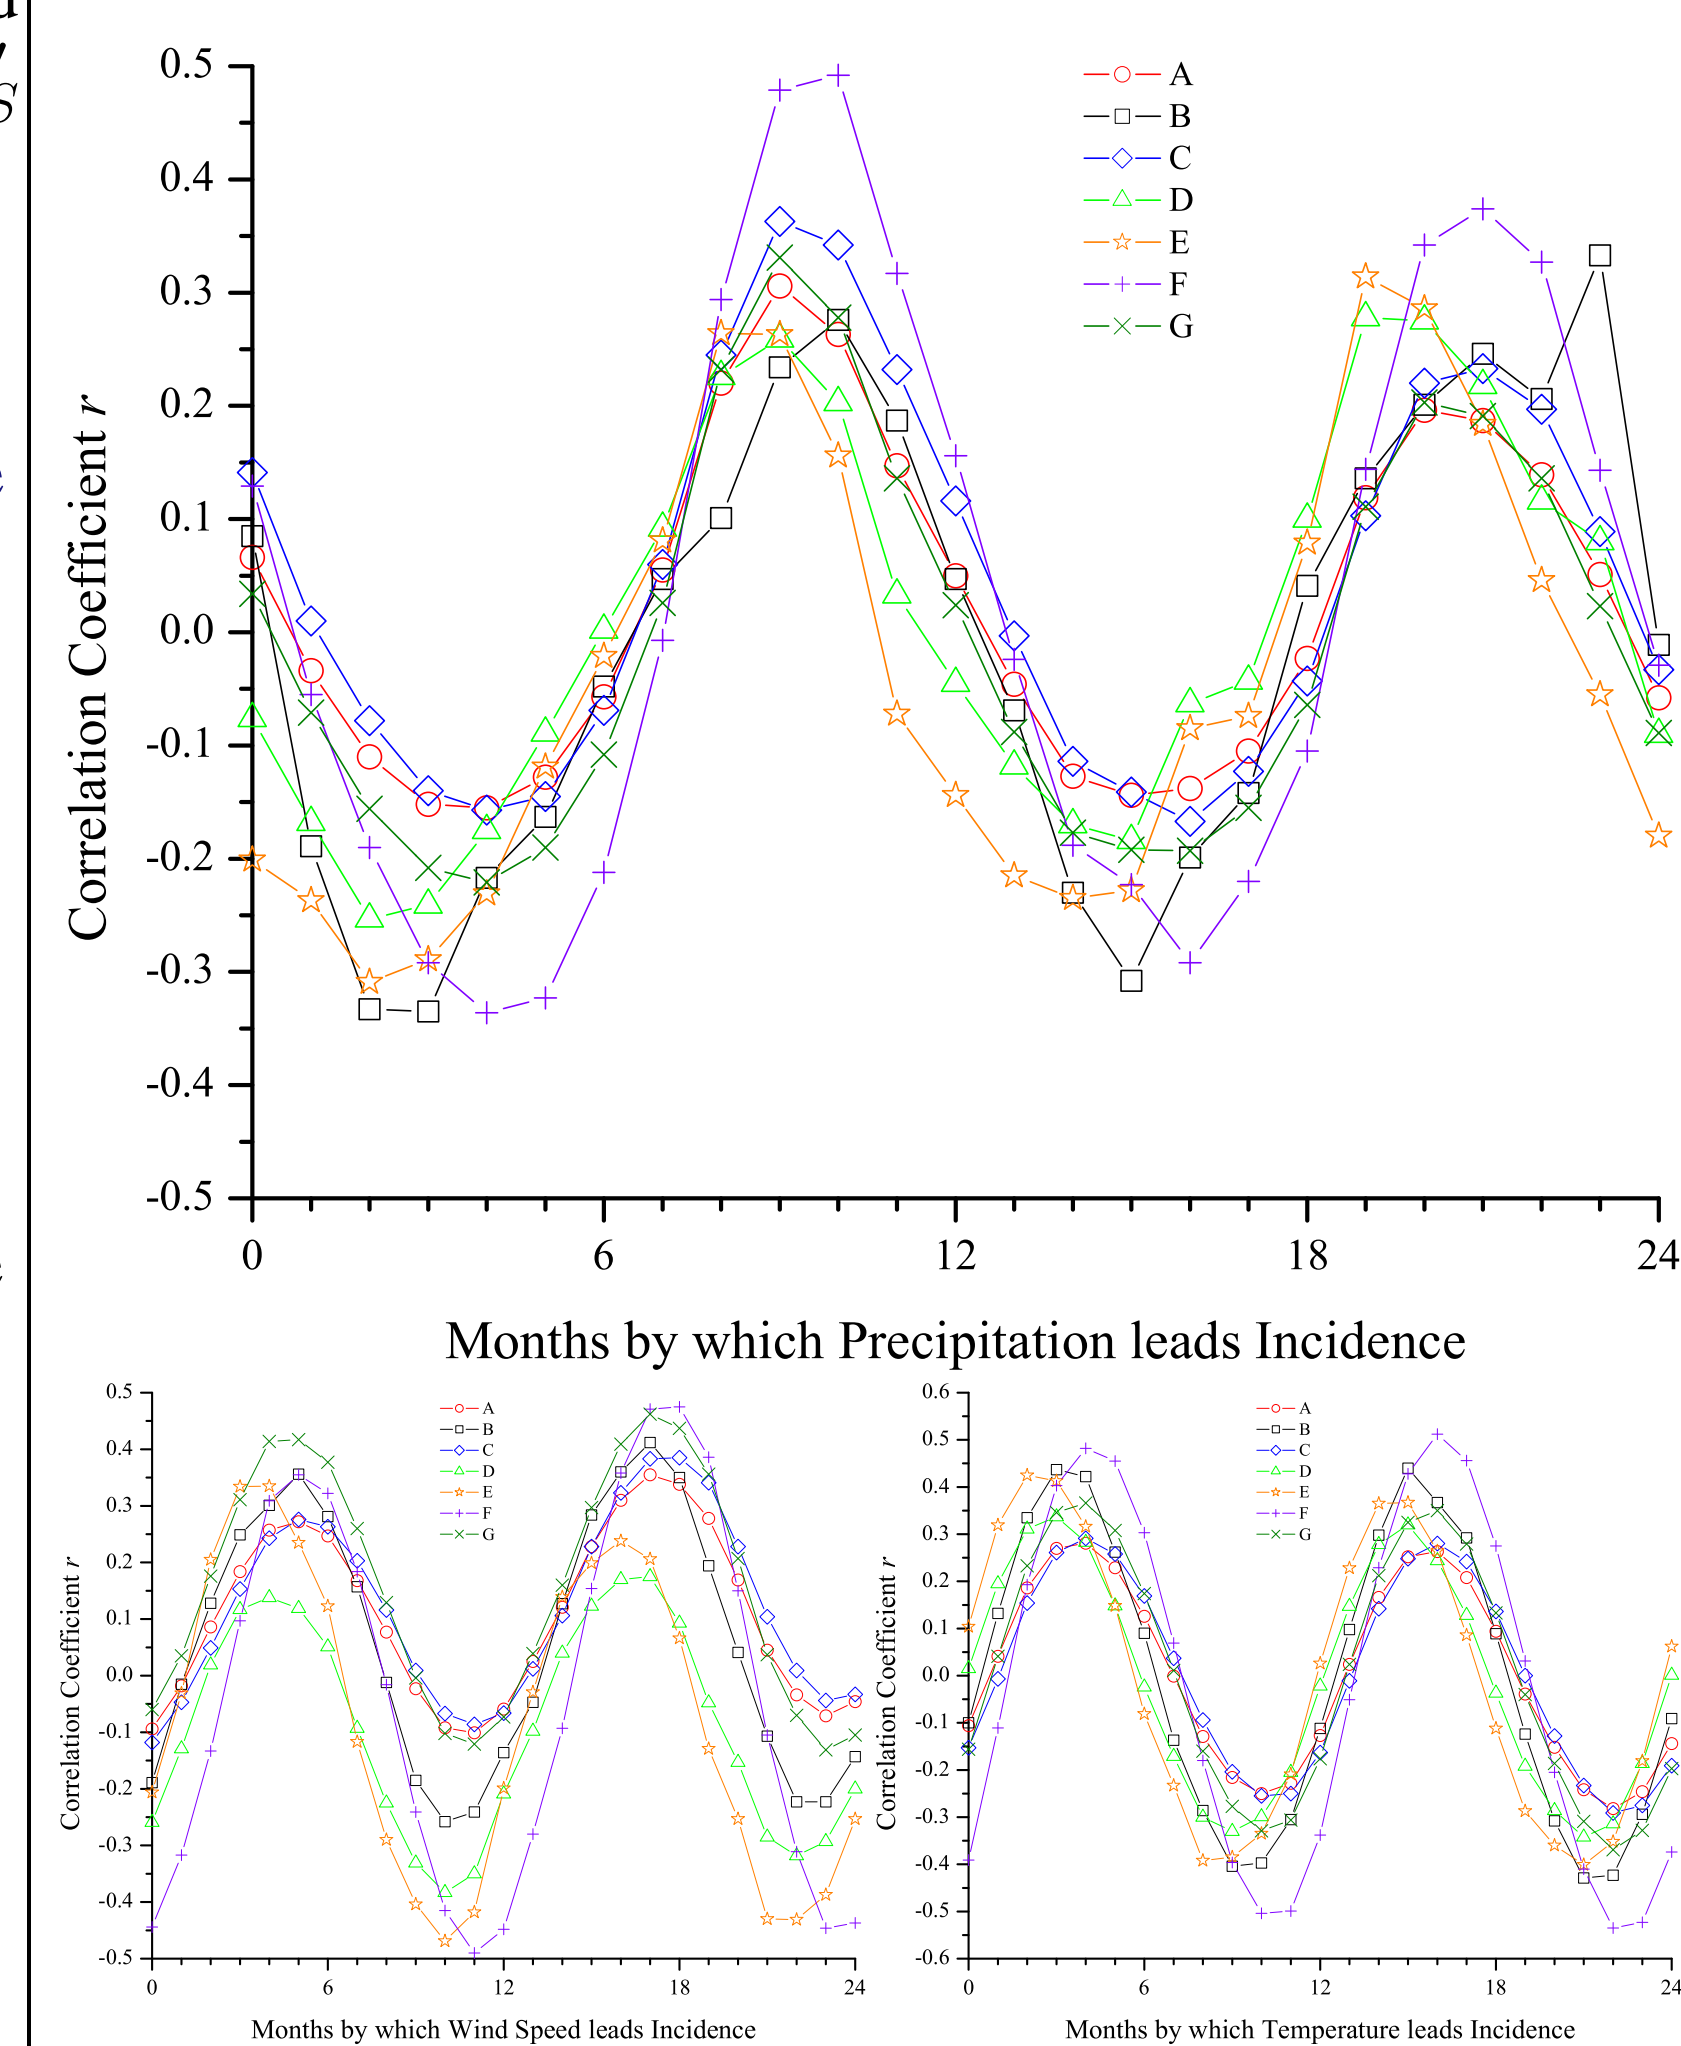 0.5
0.4
0.3
0.2
0.1
0.0
-0.1
-0.2
-0.3
-0.4
-0.5
Correlation Coefficient r
A
B
C
D
E
F
G
0 6 12 18 24
Months by which Precipitation leads Incidence
0.5
0.4
0.3
0.2
0.1
0.0
-0.1
-0.2
-0.3
-0.4
-0.5
Correlation Coefficient r
A
B
C
D
E
F
G
0 6 12 18 24
Months by which Wind Speed leads Incidence
0.6
0.5
0.4
0.3
0.2
0.1
0.0
-0.1
-0.2
-0.3
-0.4
-0.5
-0.6
Correlation Coefficient r
A
B
C
D
E
F
G
0 6 12 18 24
Months by which Temperature leads Incidence